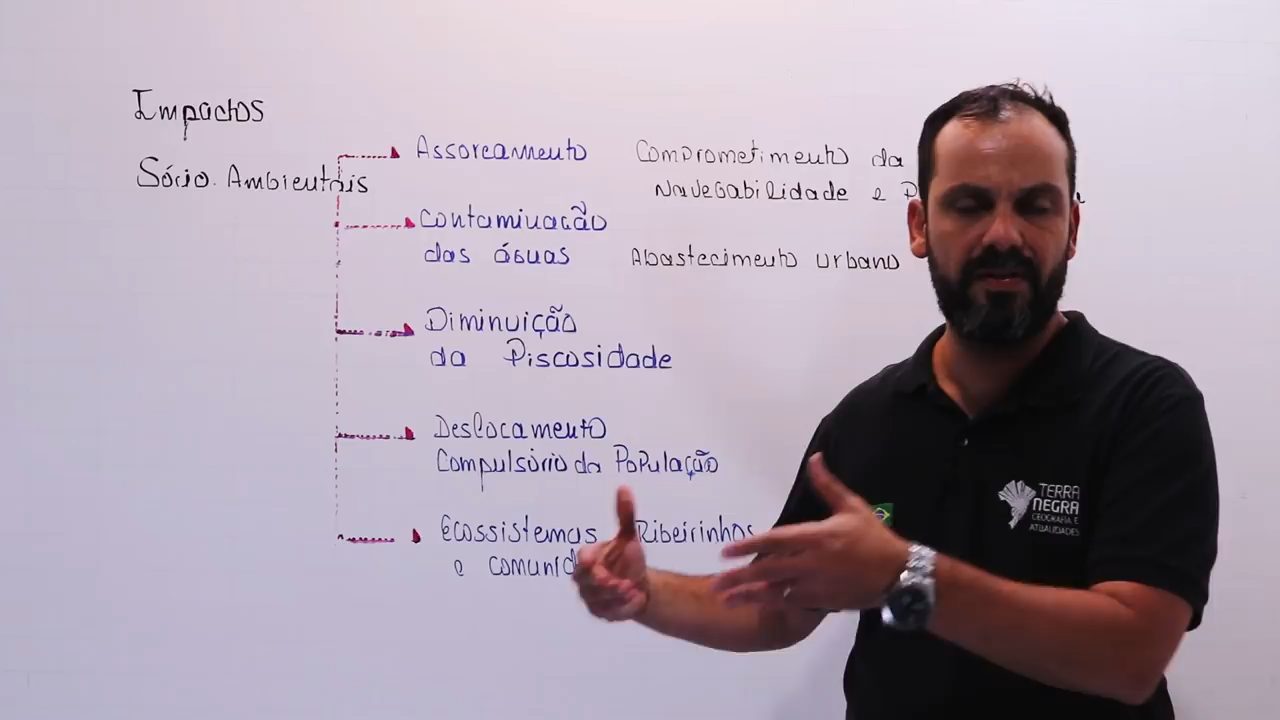 Impactos
Sócio. Ambientais
Assoreamento
Comprometimento da
Navegabilidade e
Contaminação
das águas
Abastecimento urbano
Diminuição
da Piscosidade
Deslocamento
Compulsório da População
Ecossistemas Ribeirinhos
e
TERRA
NEGRA
GEOGRAFIA E
ATUALIDADES